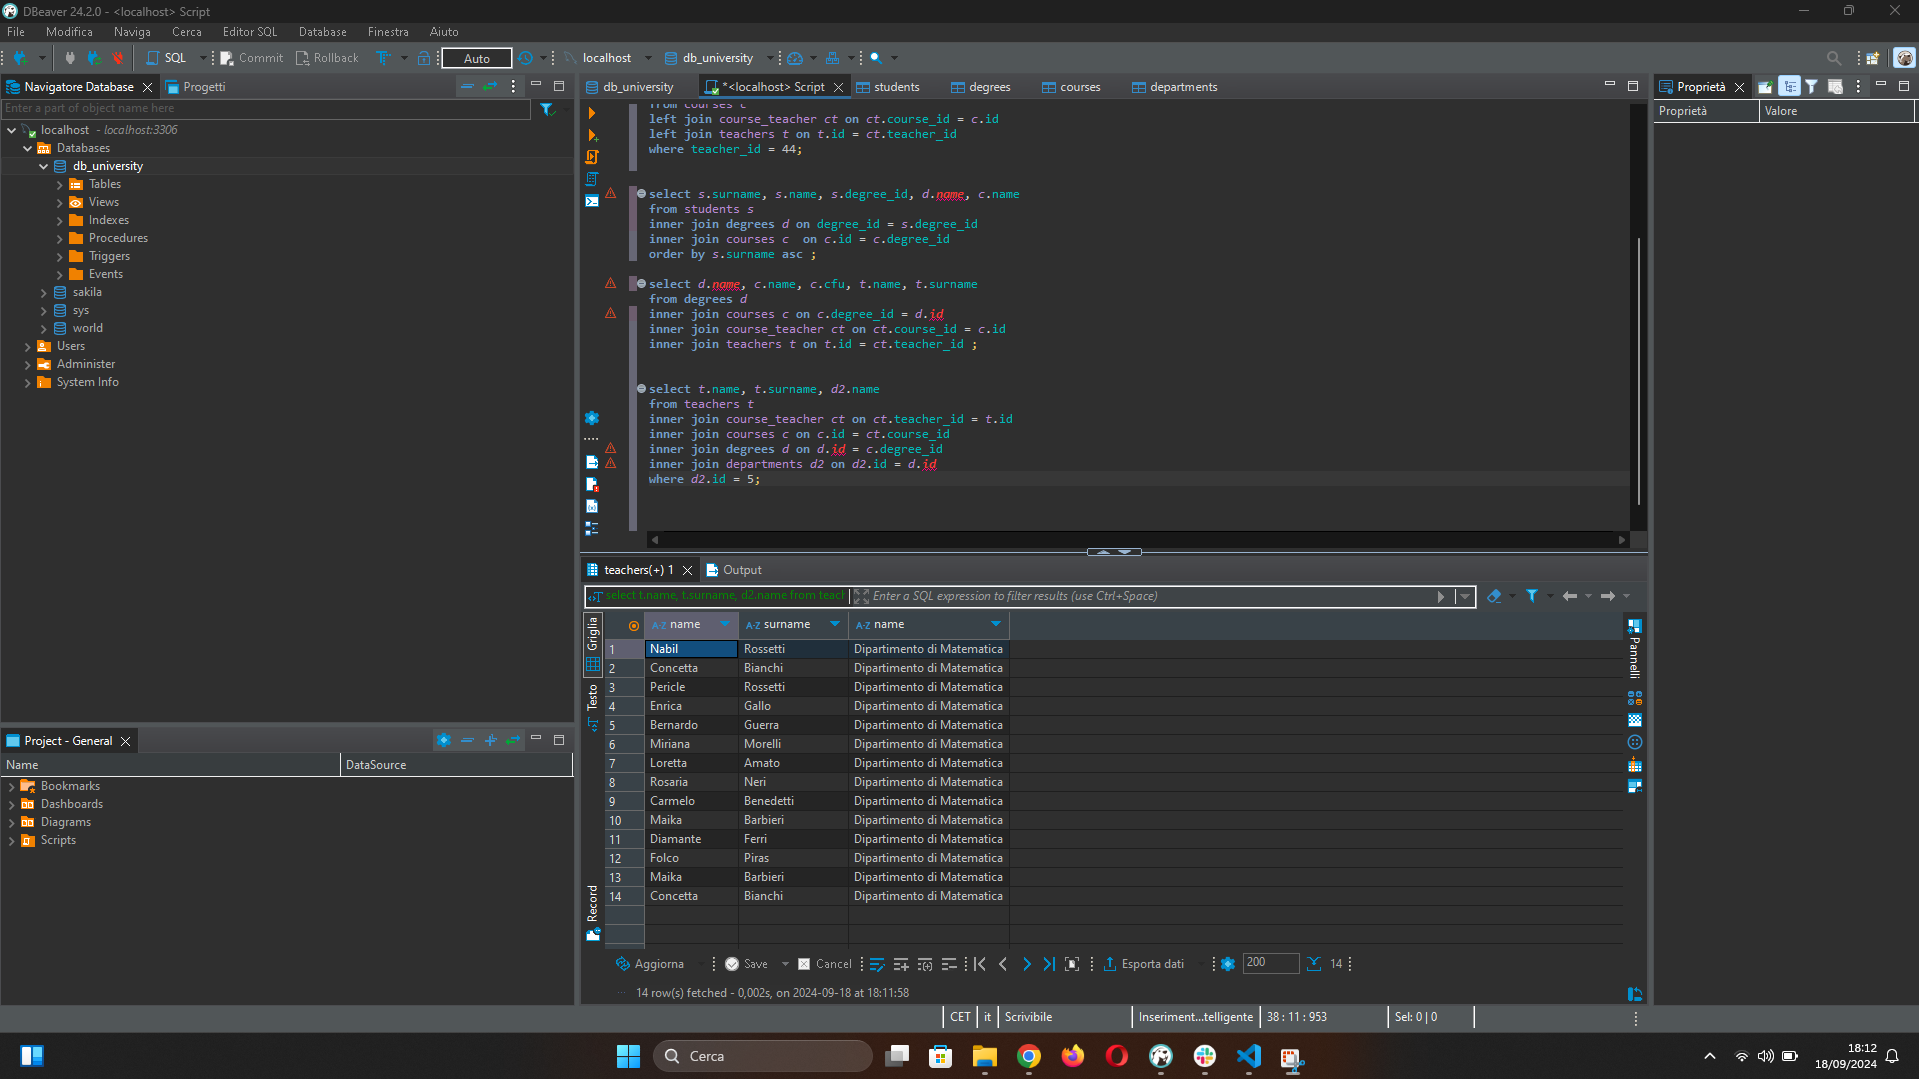 DBeaver 24.2.0 - <localhost> Script
File Modifica Naviga Cerca Editor SQL Database Finestra Aiuto
SQL Commit Rollback Auto localhost db_university
Navigatore Database Progetti
Enter a part of object name here
localhost - localhost:3306
Databases
db_university
Tables
Views
Indexes
Procedures
Triggers
Events
sakila
sys
world
Users
Administer
System Info
Project - General
Name DataSource
Bookmarks
Dashboards
Diagrams
Scripts
db_university *<localhost> Script students degrees courses departments
from courses c
left join course_teacher ct on ct.course_id = c.id
left join teachers t on t.id = ct.teacher_id
where teacher_id = 44;
select s.surname, s.name, s.degree_id, d.name, c.name
from students s
inner join degrees d on degree_id = s.degree_id
inner join courses c  on c.id = c.degree_id
order by s.surname asc ;
select d.name, c.name, c.cfu, t.name, t.surname
from degrees d
inner join courses c on c.degree_id = d.id
inner join course_teacher ct on ct.course_id = c.id
inner join teachers t on t.id = ct.teacher_id ;
select t.name, t.surname, d2.name
from teachers t
inner join course_teacher ct on ct.teacher_id = t.id
inner join courses c on c.id = ct.course_id
inner join degrees d on d.id = c.degree_id
inner join departments d2 on d2.id = d.id
where d2.id = 5;
teachers(+) 1 Output
select t.name, t.surname, d2.name from teach Enter a SQL expression to filter results (use Ctrl+Space)
Griglia
Testo
Record
A-Z name A-Z surname A-Z name
1 Nabil Rossetti Dipartimento di Matematica
2 Concetta Bianchi Dipartimento di Matematica
3 Pericle Rossetti Dipartimento di Matematica
4 Enrica Gallo Dipartimento di Matematica
5 Bernardo Guerra Dipartimento di Matematica
6 Miriana Morelli Dipartimento di Matematica
7 Loretta Amato Dipartimento di Matematica
8 Rosaria Neri Dipartimento di Matematica
9 Carmelo Benedetti Dipartimento di Matematica
10 Maika Barbieri Dipartimento di Matematica
11 Diamante Ferri Dipartimento di Matematica
12 Folco Piras Dipartimento di Matematica
13 Maika Barbieri Dipartimento di Matematica
14 Concetta Bianchi Dipartimento di Matematica
Pannelli
Aggiorna Save Cancel Esporta dati 200 14
14 row(s) fetched - 0,002s, on 2024-09-18 at 18:11:58
Proprietà
Proprietà Valore
CET it Scrivibile Inseriment...telligente 38 : 11 : 953 Sel: 0 | 0
Cerca
18:12
18/09/2024